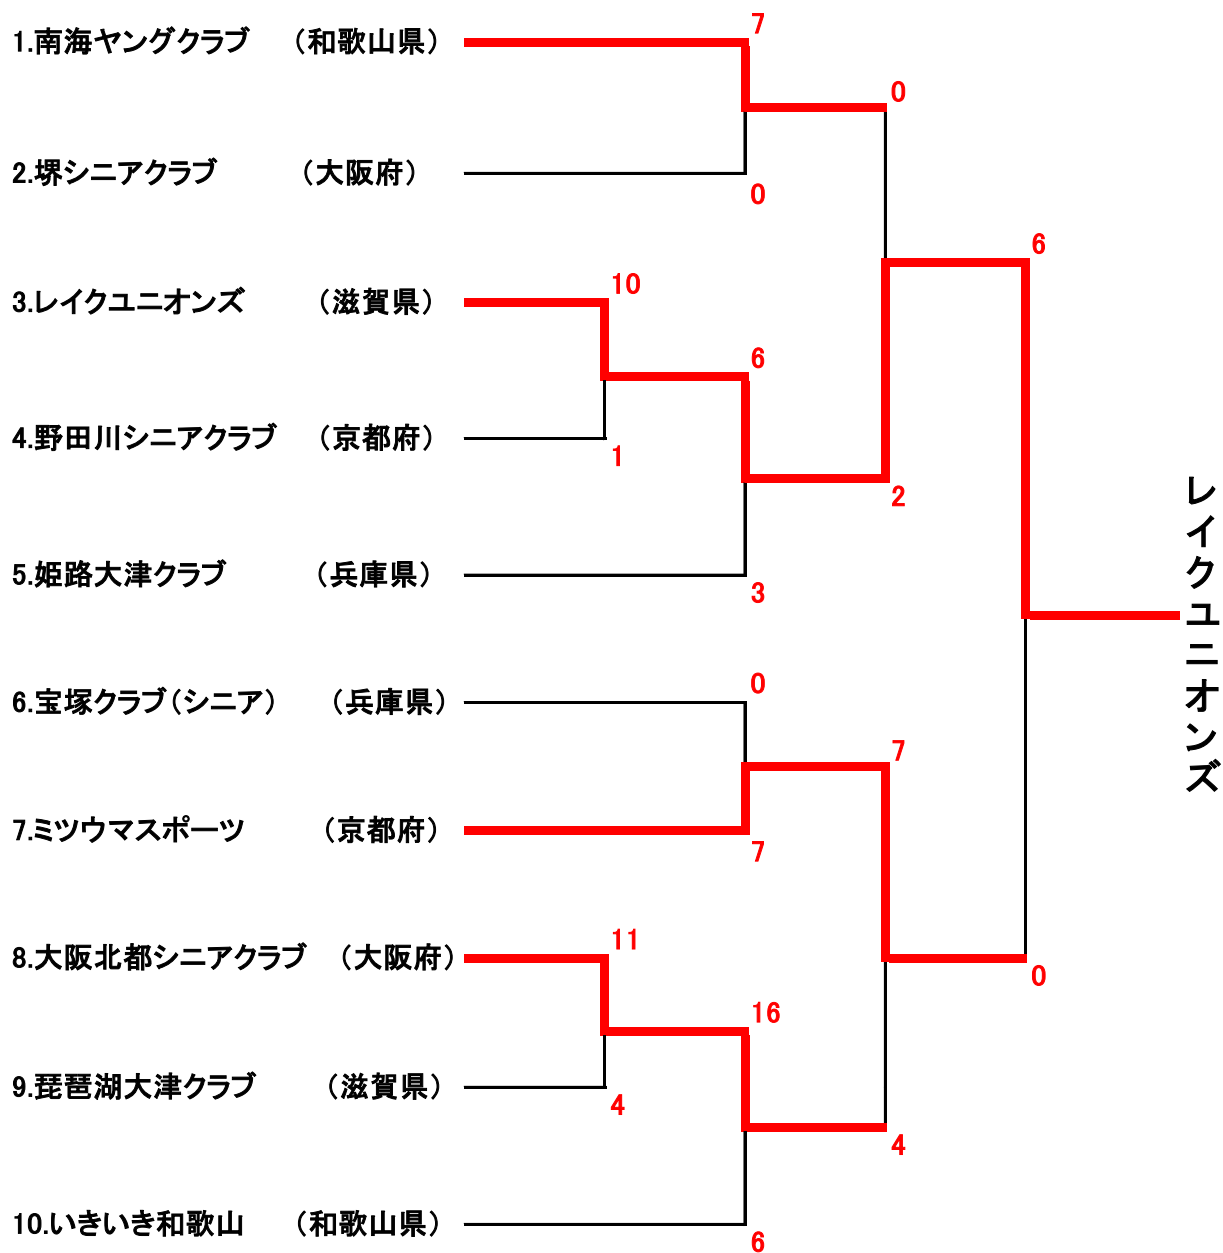 1.南海ヤングクラブ （和歌山県）
7
0
2.堺シニアクラブ （大阪府）
0
6
3.レイクユニオンズ （滋賀県）
10
6
4.野田川シニアクラブ （京都府）
1
2
5.姫路大津クラブ （兵庫県）
3
レイクユニオンズ
6.宝塚クラブ（シニア） （兵庫県）
0
7
7.ミツウマスポーツ （京都府）
7
8.大阪北都シニアクラブ （大阪府）
11
0
16
9.琵琶湖大津クラブ （滋賀県）
4
4
10.いきいき和歌山 （和歌山県）
6